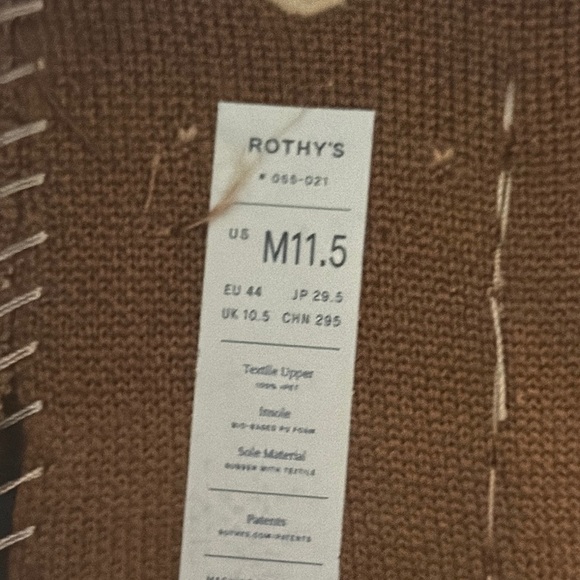 ROTHY'S
# 055-021
US M11.5
EU 44 JP 29.5
UK 10.5 CHN 295
Textile Upper
100% rPET
Insole
BIO-BASED PU FOAM
Sole Material
RUBBER WITH TEXTILE
Patents
ROTHYS.COM/PATENTS